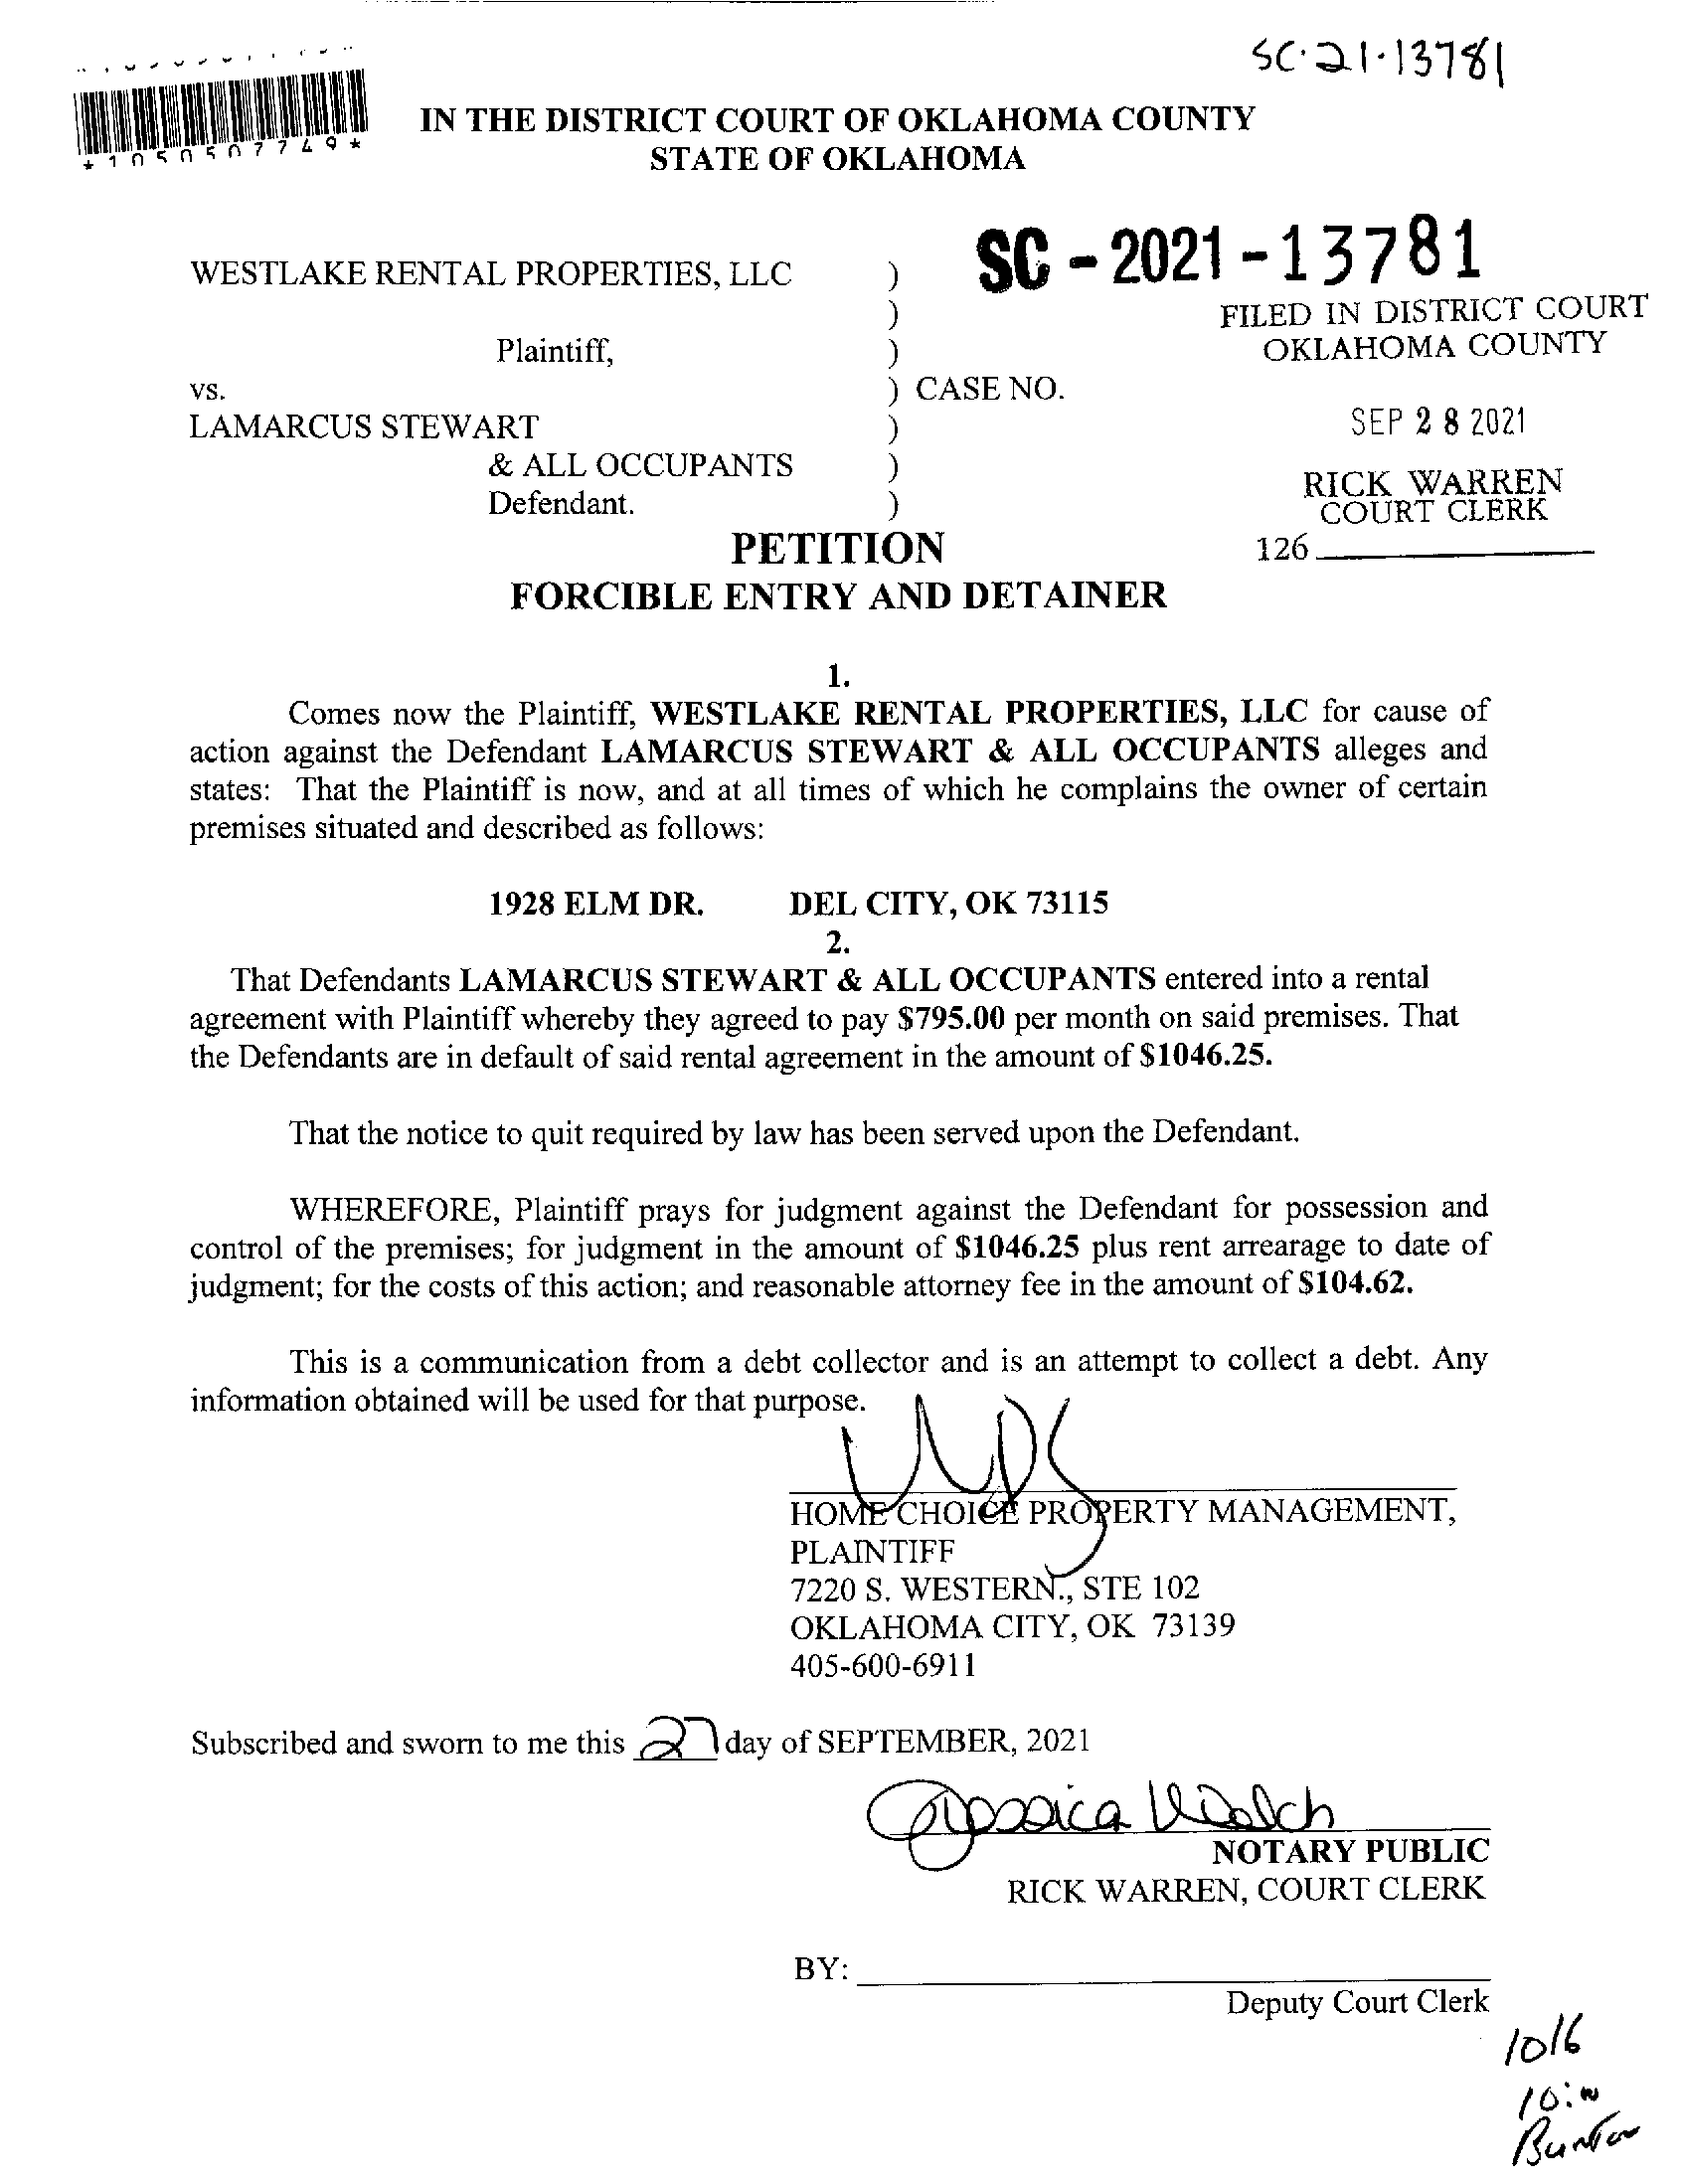 SC-21-13781
*1050507749*
IN THE DISTRICT COURT OF OKLAHOMA COUNTY
STATE OF OKLAHOMA
SC - 2021 - 13781
WESTLAKE RENTAL PROPERTIES, LLC )
)
FILED IN DISTRICT COURT
OKLAHOMA COUNTY
Plaintiff, )
vs. ) CASE NO.
LAMARCUS STEWART )
SEP 28 2021
& ALL OCCUPANTS )
Defendant. )
RICK WARREN
COURT CLERK
126
PETITION
FORCIBLE ENTRY AND DETAINER
1.
Comes now the Plaintiff, WESTLAKE RENTAL PROPERTIES, LLC for cause of
action against the Defendant LAMARCUS STEWART & ALL OCCUPANTS alleges and
states: That the Plaintiff is now, and at all times of which he complains the owner of certain
premises situated and described as follows:
1928 ELM DR. DEL CITY, OK 73115
2.
That Defendants LAMARCUS STEWART & ALL OCCUPANTS entered into a rental
agreement with Plaintiff whereby they agreed to pay $795.00 per month on said premises. That
the Defendants are in default of said rental agreement in the amount of $1046.25.
That the notice to quit required by law has been served upon the Defendant.
WHEREFORE, Plaintiff prays for judgment against the Defendant for possession and
control of the premises; for judgment in the amount of $1046.25 plus rent arrearage to date of
judgment; for the costs of this action; and reasonable attorney fee in the amount of $104.62.
This is a communication from a debt collector and is an attempt to collect a debt. Any
information obtained will be used for that purpose.
HOME CHOICE PROPERTY MANAGEMENT,
PLAINTIFF
7220 S. WESTERN., STE 102
OKLAHOMA CITY, OK 73139
405-600-6911
Subscribed and sworn to me this 27 day of SEPTEMBER, 2021
Jessica Welch
NOTARY PUBLIC
RICK WARREN, COURT CLERK
BY:
Deputy Court Clerk
10/6